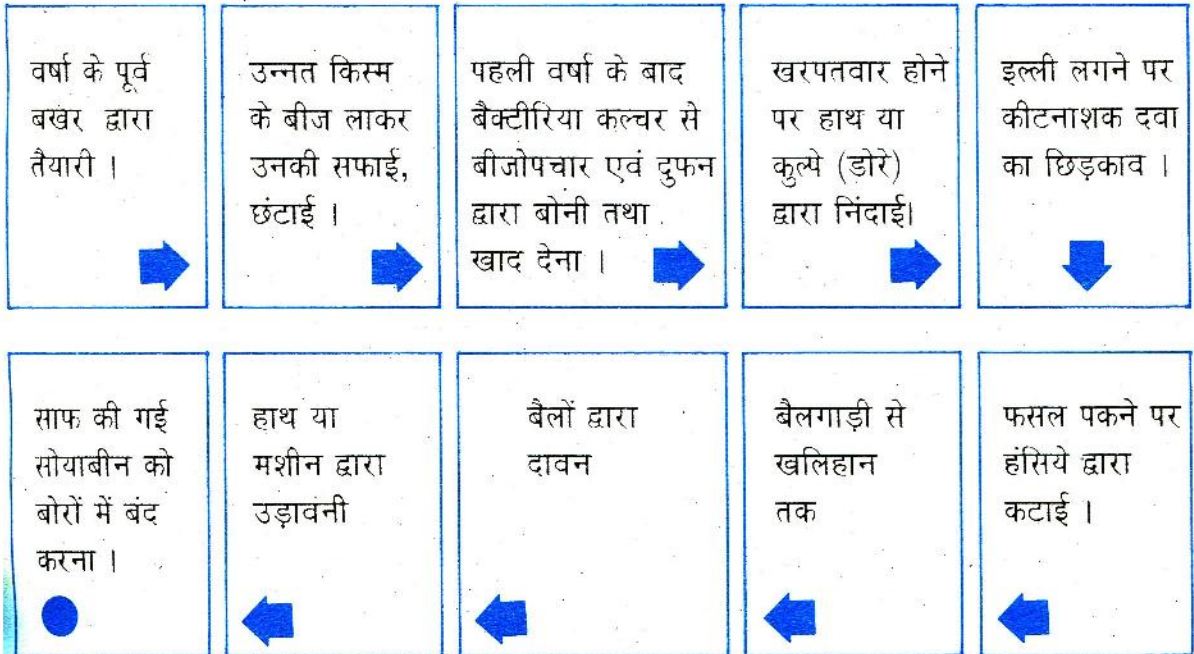 वर्षा के पूर्व
बखर द्वारा
तैयारी ।
उन्नत किस्म
के बीज लाकर
उनकी सफाई,
छंटाई ।
पहली वर्षा के बाद
बैक्टीरिया कल्चर से
बीजोपचार एवं दुफन
द्वारा बोनी तथा
खाद देना ।
खरपतवार होने
पर हाथ या
कुल्पे (डोरे)
द्वारा निंदाई।
इल्ली लगने पर
कीटनाशक दवा
का छिड़काव ।
फसल पकने पर
हंसिये द्वारा
कटाई ।
बैलगाड़ी से
खलिहान
तक
बैलों द्वारा
दावन
हाथ या
मशीन द्वारा
उड़ावनी
साफ की गई
सोयाबीन को
बोरों में बंद
करना ।